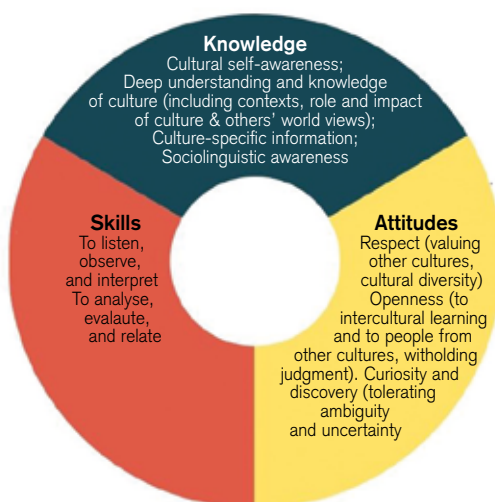 Knowledge
Cultural self-awareness;
Deep understanding and knowledge
of culture (including contexts, role and impact
of culture & others' world views);
Culture-specific information;
Sociolinguistic awareness
Skills
To listen,
observe,
and interpret
To analyse,
evalaute,
and relate
Attitudes
Respect (valuing
other cultures,
cultural diversity)
Openness (to
intercultural learning
and to people from
other cultures, witholding
judgment). Curiosity and
discovery (tolerating
ambiguity
and uncertainty